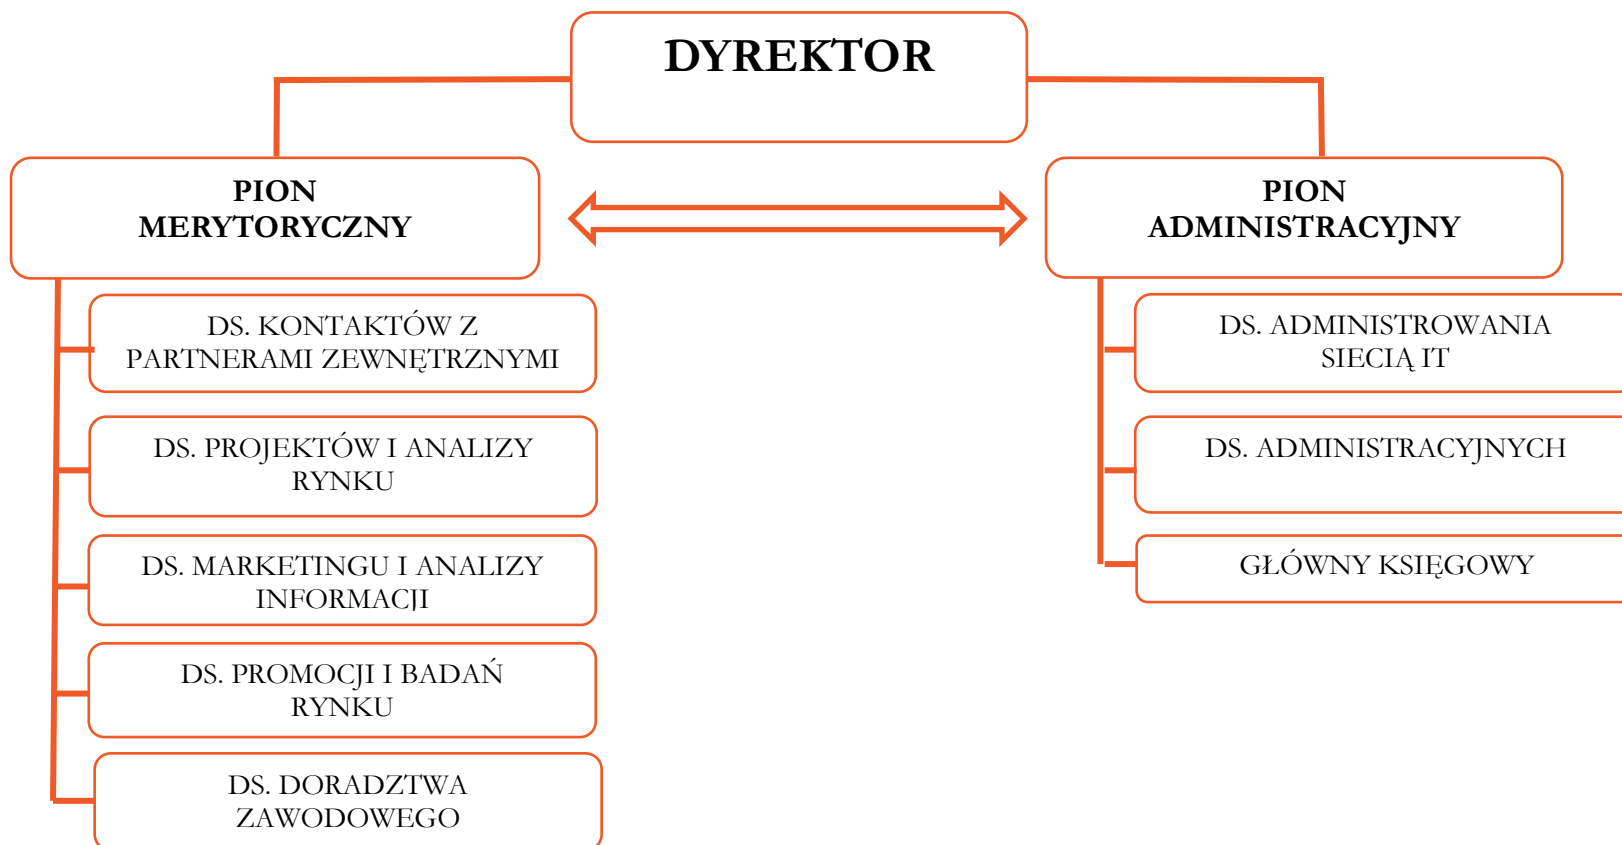 DYREKTOR
PION
MERYTORYCZNY
PION
ADMINISTRACYJNY
DS. KONTAKTÓW Z
PARTNERAMI ZEWNĘTRZNYMI
DS. PROJEKTÓW I ANALIZY
RYNKU
DS. MARKETINGU I ANALIZY
INFORMACJI
DS. PROMOCJI I BADAŃ
RYNKU
DS. DORADZTWA
ZAWODOWEGO
DS. ADMINISTROWANIA
SIECIĄ IT
DS. ADMINISTRACYJNYCH
GŁÓWNY KSIĘGOWY